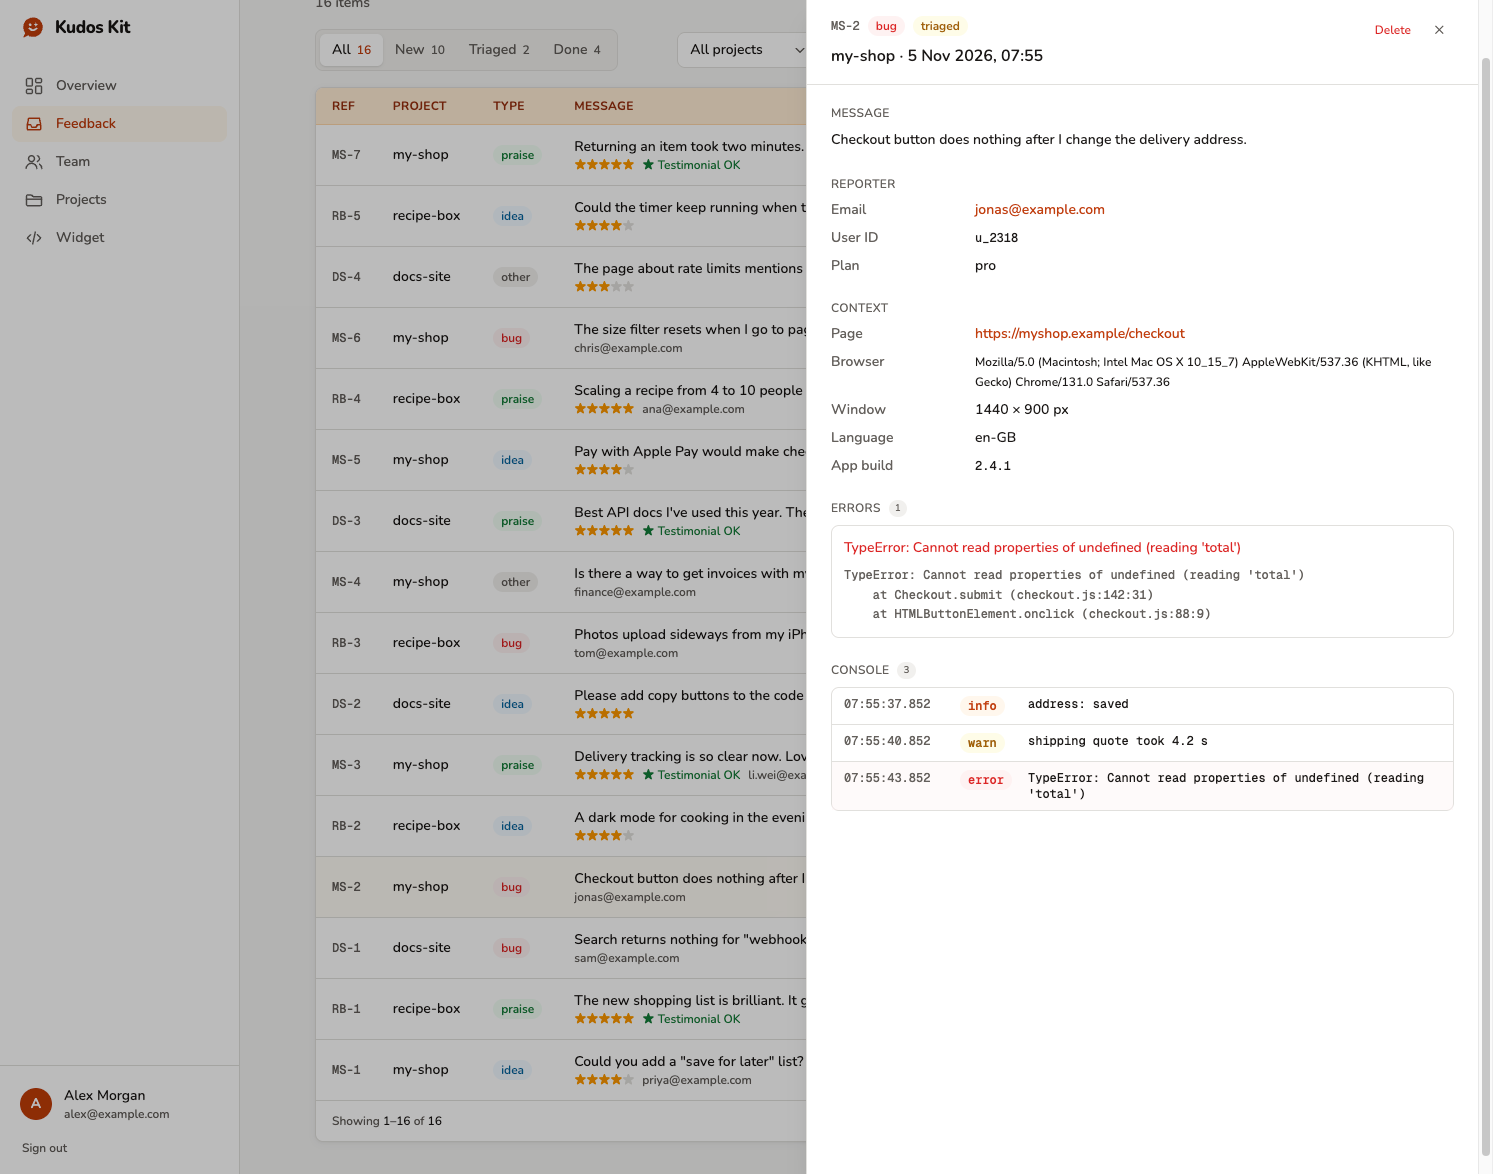 Kudos Kit
Overview
Feedback
Team
Projects
Widget
Alex Morgan
alex@example.com
A
Sign out
16 items
All 16 New 10 Triaged 2 Done 4
All projects
REF PROJECT TYPE MESSAGE
MS-7 my-shop praise Returning an item took two minutes.
Testimonial OK
RB-5 recipe-box idea Could the timer keep running when t
DS-4 docs-site other The page about rate limits mentions
MS-6 my-shop bug The size filter resets when I go to pag
chris@example.com
RB-4 recipe-box praise Scaling a recipe from 4 to 10 people
ana@example.com
MS-5 my-shop idea Pay with Apple Pay would make che
DS-3 docs-site praise Best API docs I've used this year. The
Testimonial OK
MS-4 my-shop other Is there a way to get invoices with my
finance@example.com
RB-3 recipe-box bug Photos upload sideways from my iPh
tom@example.com
DS-2 docs-site idea Please add copy buttons to the code
MS-3 my-shop praise Delivery tracking is so clear now. Lov
Testimonial OK li.wei@exa
RB-2 recipe-box idea A dark mode for cooking in the eveni
MS-2 my-shop bug Checkout button does nothing after I
jonas@example.com
DS-1 docs-site bug Search returns nothing for "webhook
sam@example.com
RB-1 recipe-box praise The new shopping list is brilliant. It g
Testimonial OK
MS-1 my-shop idea Could you add a "save for later" list?
priya@example.com
Showing 1–16 of 16
MS-2 bug triaged
Delete
my-shop · 5 Nov 2026, 07:55
MESSAGE
Checkout button does nothing after I change the delivery address.
REPORTER
Email jonas@example.com
User ID u_2318
Plan pro
CONTEXT
Page https://myshop.example/checkout
Browser Mozilla/5.0 (Macintosh; Intel Mac OS X 10_15_7) AppleWebKit/537.36 (KHTML, like
Gecko) Chrome/131.0 Safari/537.36
Window 1440 × 900 px
Language en-GB
App build 2.4.1
ERRORS 1
TypeError: Cannot read properties of undefined (reading 'total')
TypeError: Cannot read properties of undefined (reading 'total')
at Checkout.submit (checkout.js:142:31)
at HTMLButtonElement.onclick (checkout.js:88:9)
CONSOLE 3
07:55:37.852 info address: saved
07:55:40.852 warn shipping quote took 4.2 s
07:55:43.852 error TypeError: Cannot read properties of undefined (reading
'total')